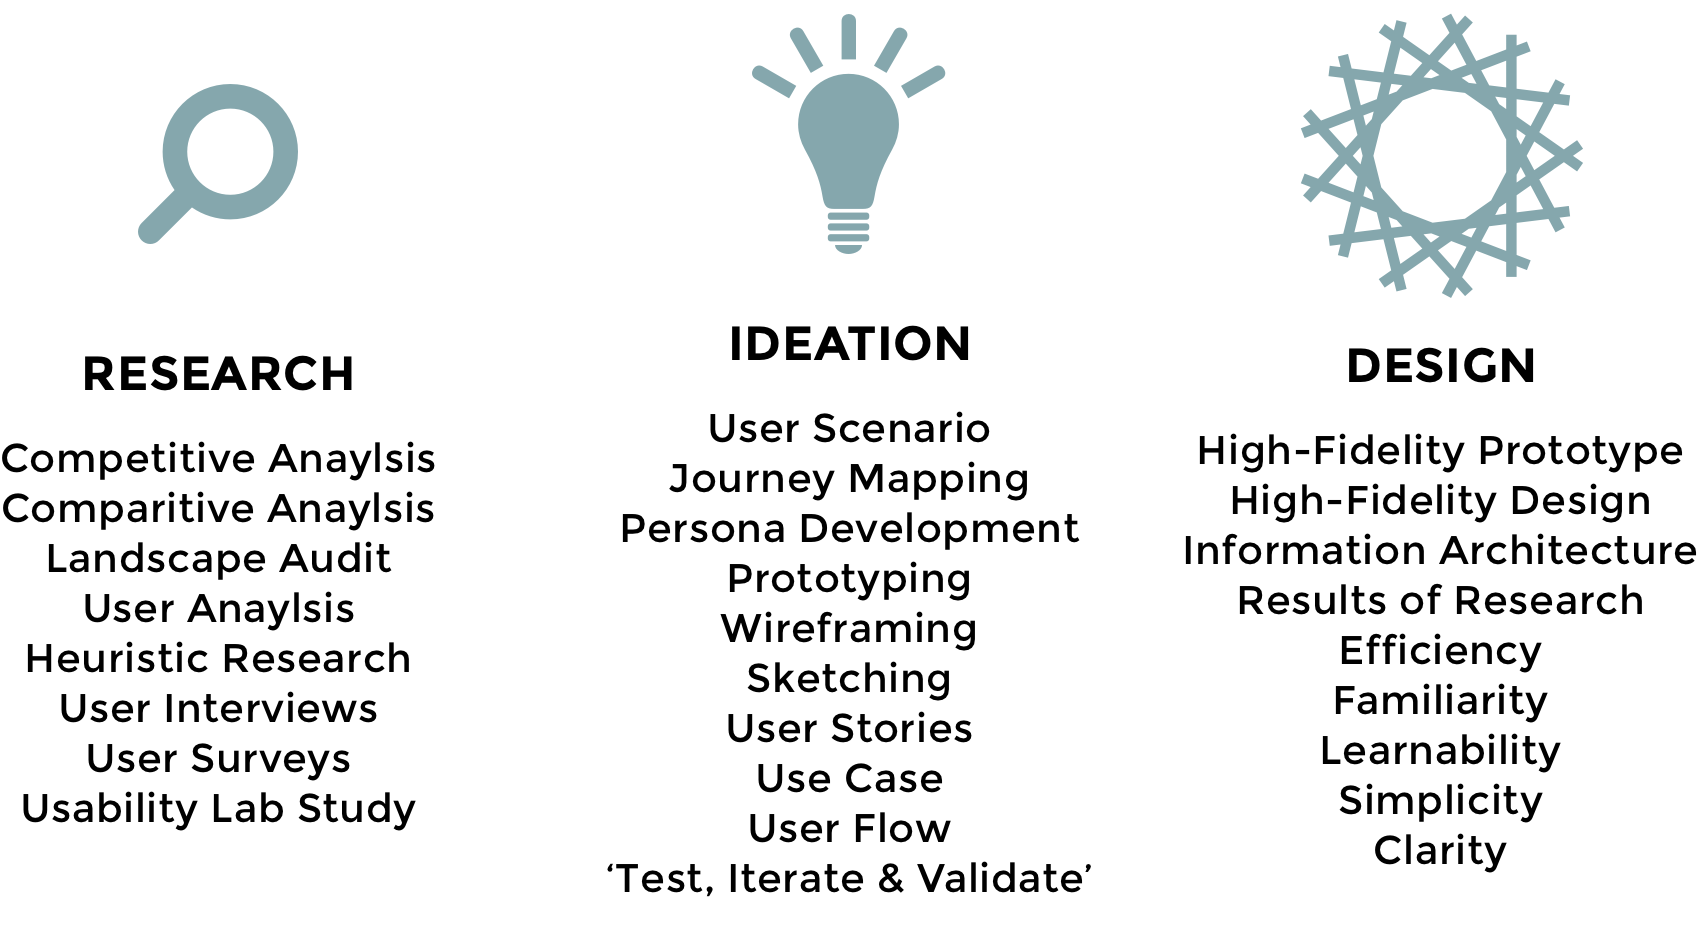 RESEARCH
Competitive Anaylsis
Comparitive Anaylsis
Landscape Audit
User Anaylsis
Heuristic Research
User Interviews
User Surveys
Usability Lab Study
IDEATION
User Scenario
Journey Mapping
Persona Development
Prototyping
Wireframing
Sketching
User Stories
Use Case
User Flow
‘Test, Iterate & Validate’
DESIGN
High-Fidelity Prototype
High-Fidelity Design
Information Architecture
Results of Research
Efficiency
Familiarity
Learnability
Simplicity
Clarity